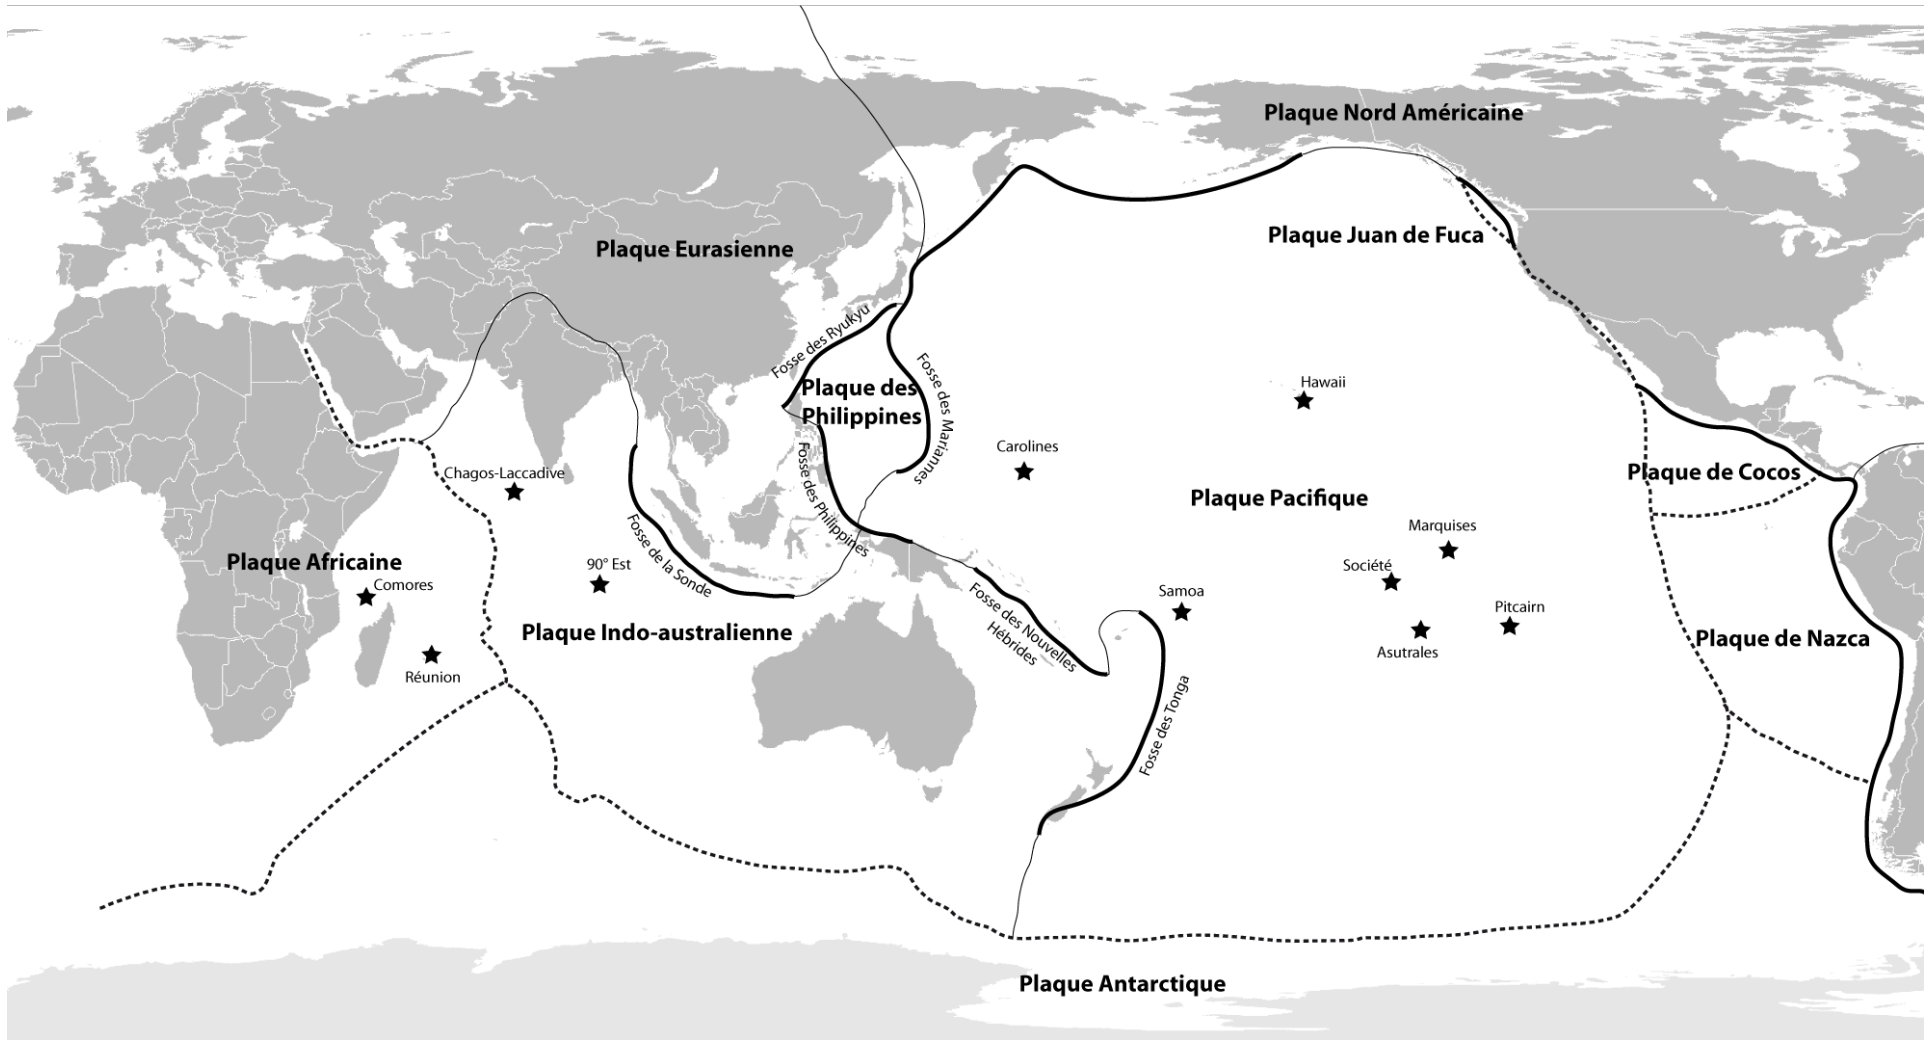 Plaque Nord Américaine
Plaque Juan de Fuca
Plaque Eurasienne
Fosse des Ryukyu
Plaque des
Philippines
Fosse des Mariannes
Fosse des Philippines
Hawaii
Carolines
Chagos-Laccadive
Plaque de Cocos
Plaque Pacifique
Marquises
Plaque Africaine
Comores
90° Est
Fosse de la Sonde
Société
Samoa
Pitcairn
Fosse des Nouvelles
Hébrides
Plaque Indo-australienne
Plaque de Nazca
Asutrales
Réunion
Fosse des Tonga
Plaque Antarctique